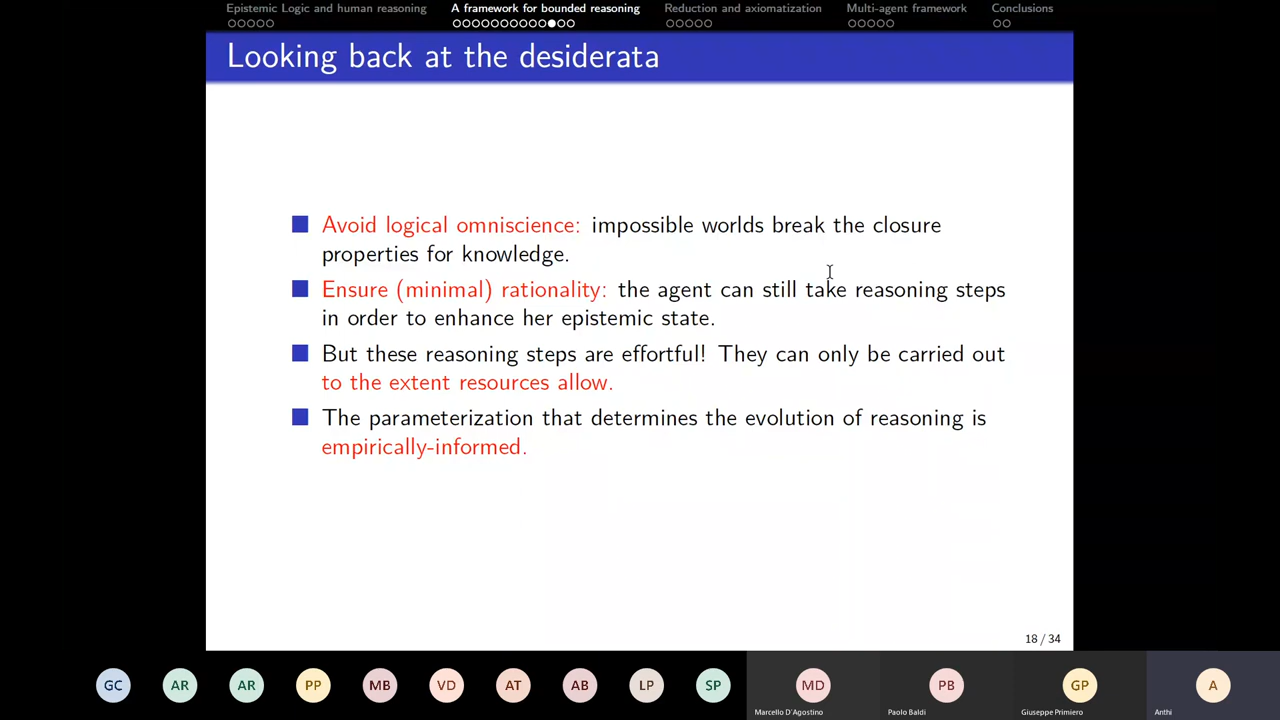 Epistemic Logic and human reasoning
A framework for bounded reasoning
Reduction and axiomatization
Multi-agent framework
Conclusions
Looking back at the desiderata
Avoid logical omniscience: impossible worlds break the closure
properties for knowledge.
Ensure (minimal) rationality: the agent can still take reasoning steps
in order to enhance her epistemic state.
But these reasoning steps are effortful! They can only be carried out
to the extent resources allow.
The parameterization that determines the evolution of reasoning is
empirically-informed.
18 / 34
GC
AR
AR
PP
MB
VD
AT
AB
LP
SP
MD
PB
GP
A
Marcello D'Agostino
Paolo Baldi
Giuseppe Primiero
Anthi